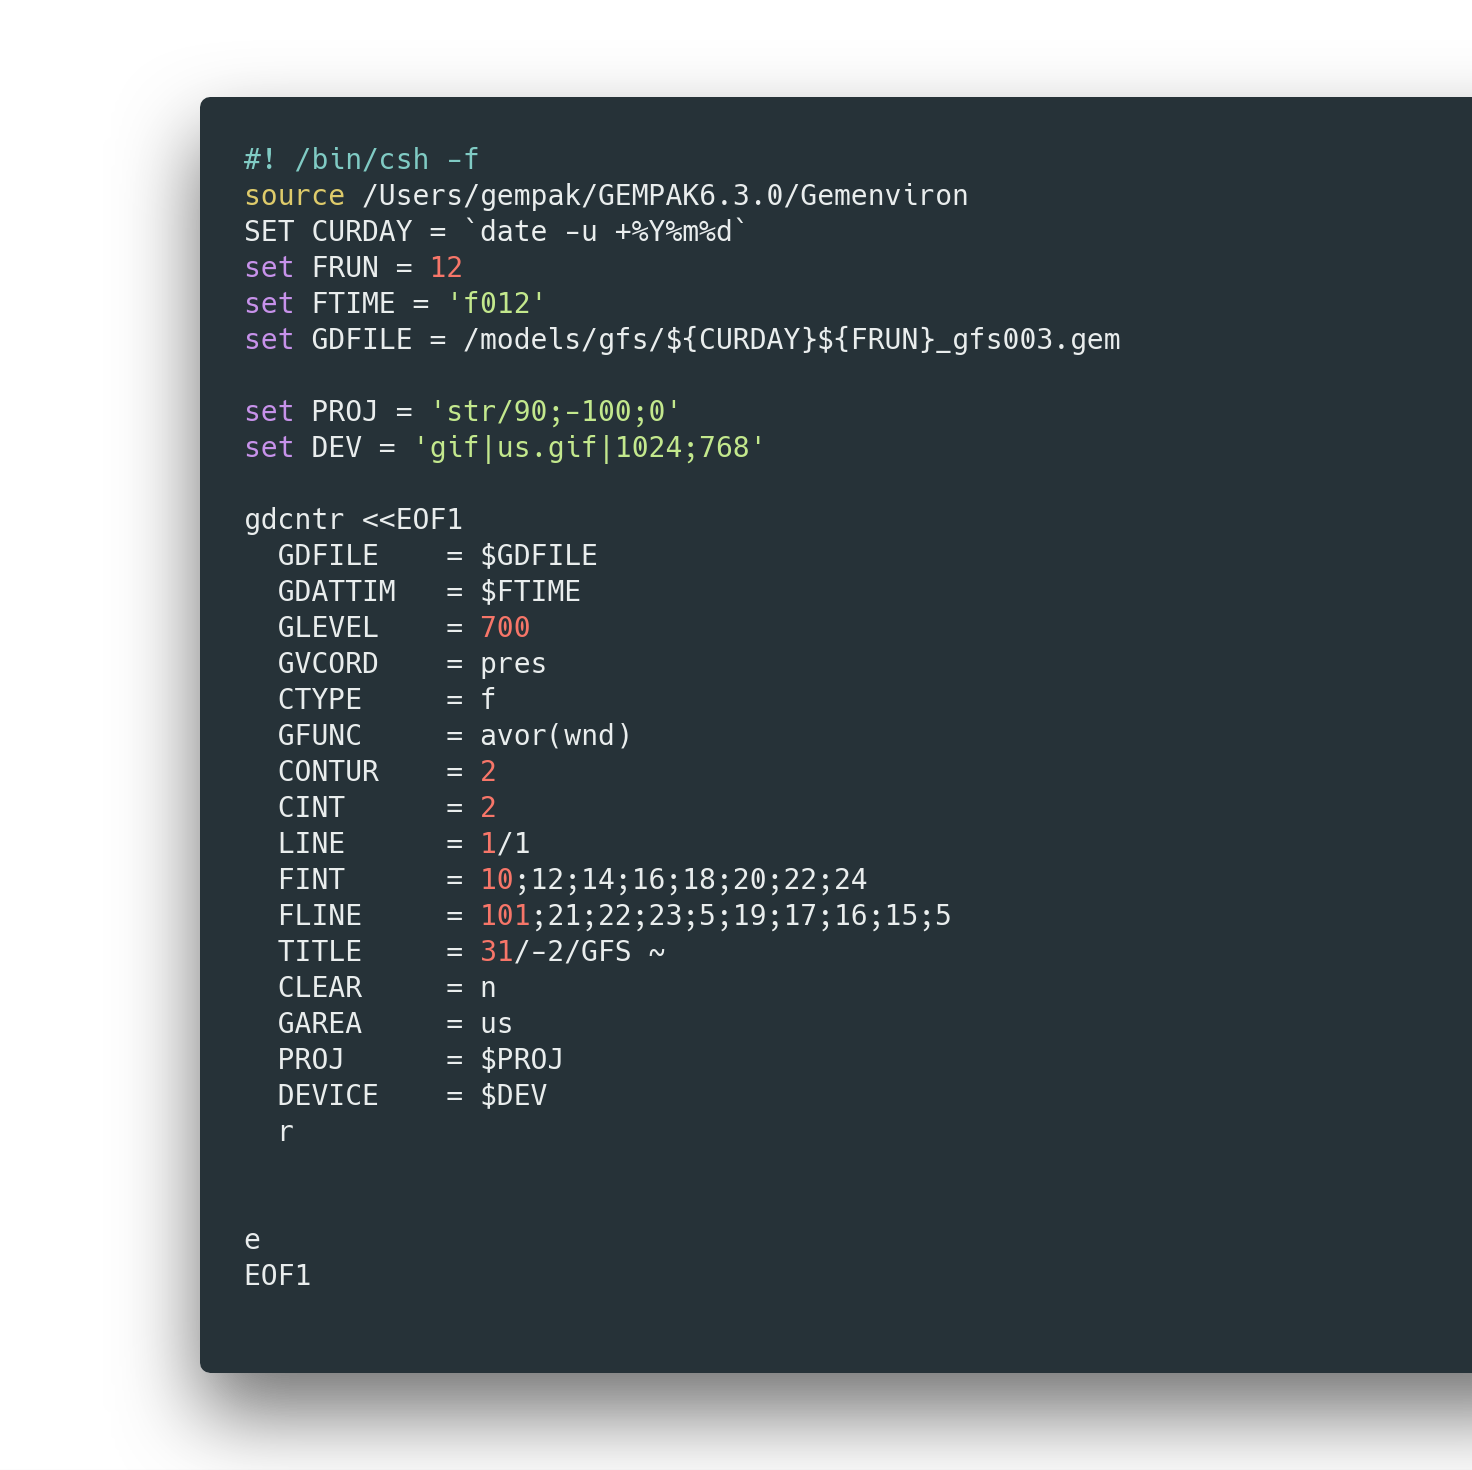 #! /bin/csh -f
source /Users/gempak/GEMPAK6.3.0/Gemenviron
SET CURDAY = `date -u +%Y%m%d`
set FRUN = 12
set FTIME = 'f012'
set GDFILE = /models/gfs/${CURDAY}${FRUN}_gfs003.gem
set PROJ = 'str/90;-100;0'
set DEV = 'gif|us.gif|1024;768'
gdcntr <<EOF1
  GDFILE    = $GDFILE
  GDATTIM   = $FTIME
  GLEVEL    = 700
  GVCORD    = pres
  CTYPE     = f
  GFUNC     = avor(wnd)
  CONTUR    = 2
  CINT      = 2
  LINE      = 1/1
  FINT      = 10;12;14;16;18;20;22;24
  FLINE     = 101;21;22;23;5;19;17;16;15;5
  TITLE     = 31/-2/GFS ~
  CLEAR     = n
  GAREA     = us
  PROJ      = $PROJ
  DEVICE    = $DEV
  r
e
EOF1